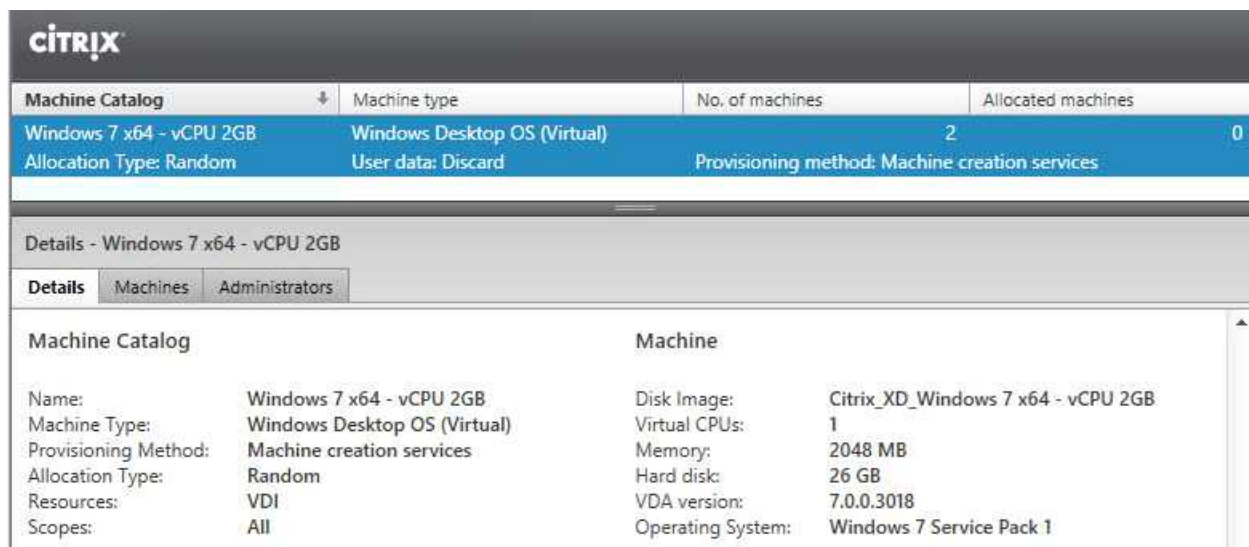 CİTRIX
Machine Catalog Machine type No. of machines Allocated machines
Windows 7 x64 - vCPU 2GB Windows Desktop OS (Virtual) 2 0
Allocation Type: Random User data: Discard Provisioning method: Machine creation services
Details - Windows 7 x64 - vCPU 2GB
Details Machines Administrators
Machine Catalog Machine
Name: Windows 7 x64 - vCPU 2GB Disk Image: Citrix_XD_Windows 7 x64 - vCPU 2GB
Machine Type: Windows Desktop OS (Virtual) Virtual CPUs: 1
Provisioning Method: Machine creation services Memory: 2048 MB
Allocation Type: Random Hard disk: 26 GB
Resources: VDI VDA version: 7.0.0.3018
Scopes: All Operating System: Windows 7 Service Pack 1